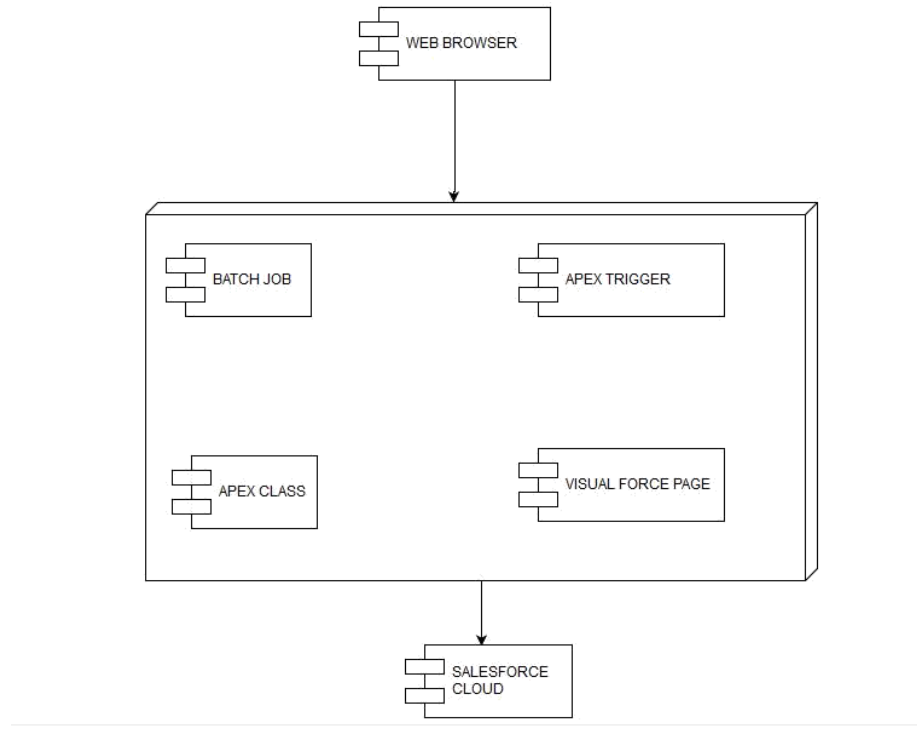 WEB BROWSER
BATCH JOB
APEX TRIGGER
APEX CLASS
VISUAL FORCE PAGE
SALESFORCE
CLOUD